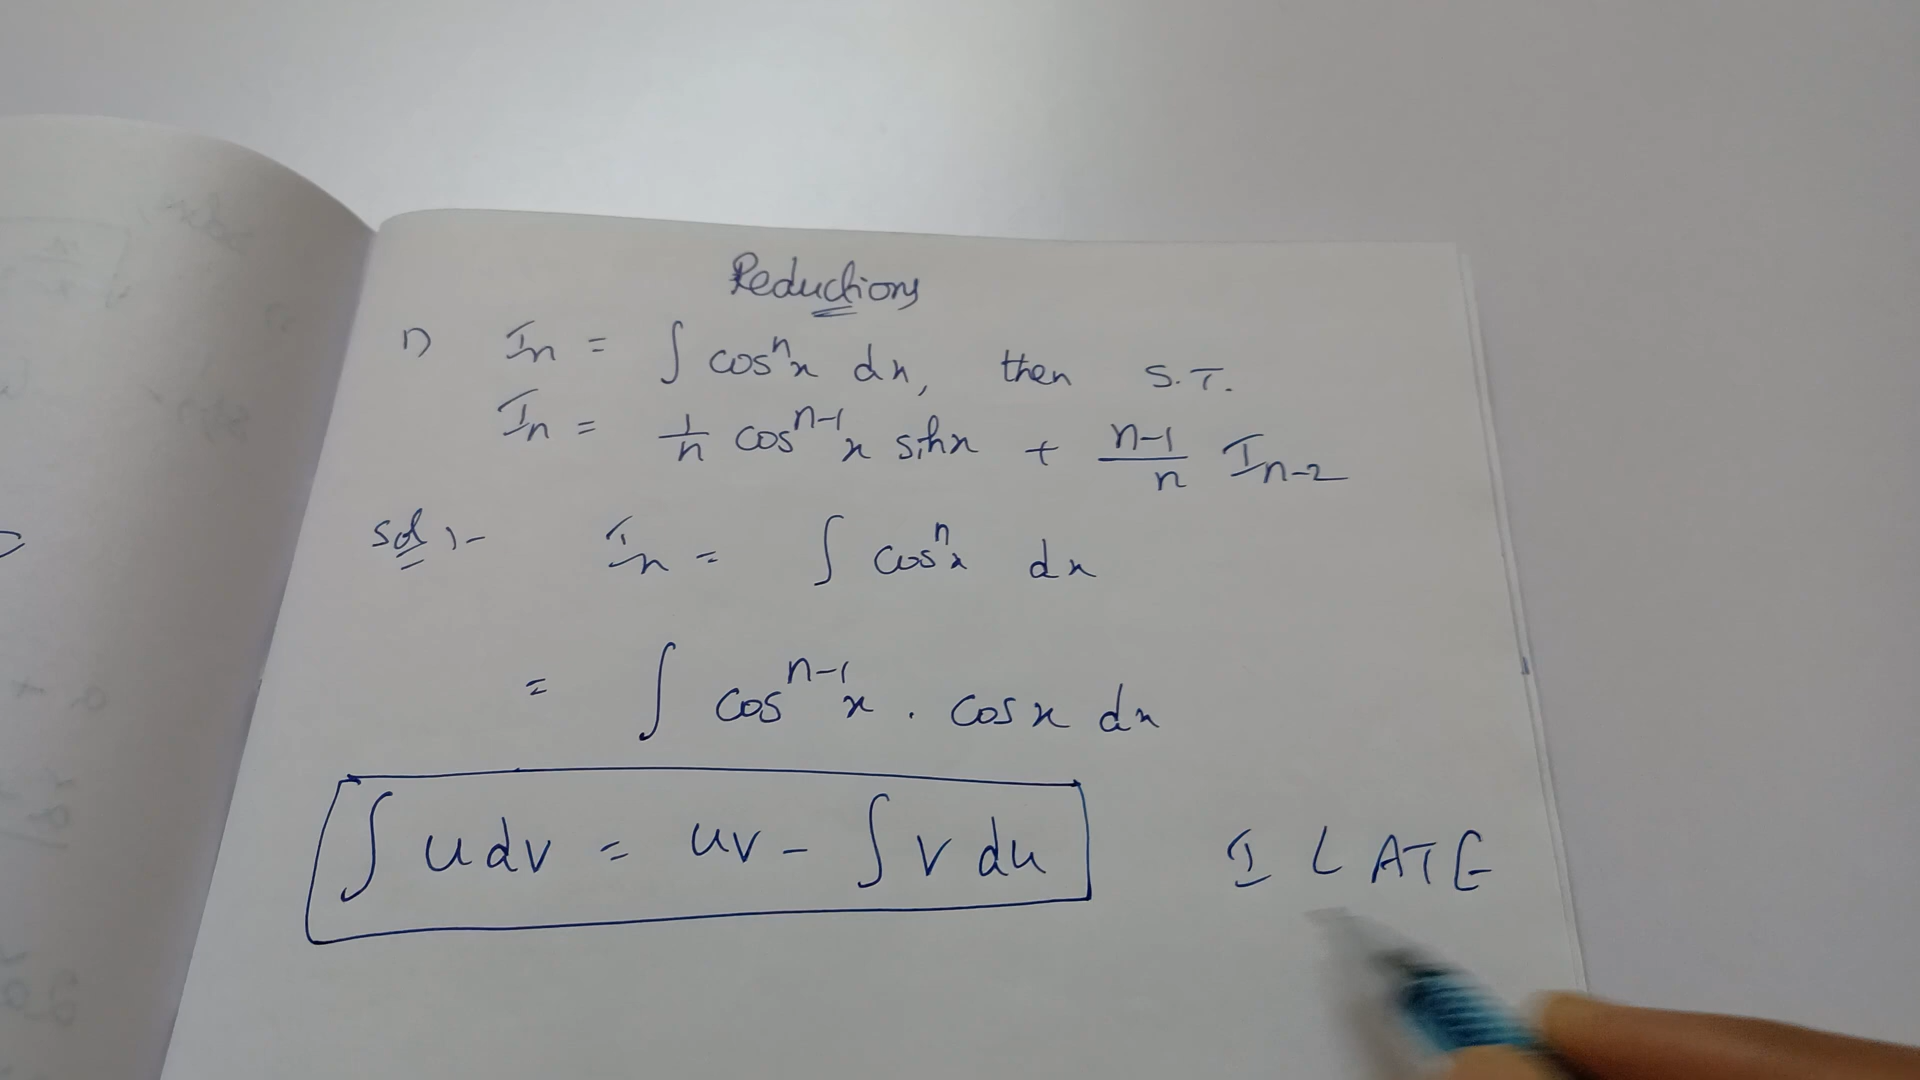 Reductions
1) Iₙ = ∫ cosⁿx dx, then S.T.
Iₙ = 1/n cosⁿ⁻¹x sinx + (n-1)/n Iₙ₋₂
Sol :- Iₙ = ∫ cosⁿx dx
= ∫ cosⁿ⁻¹x . cosx dx
∫ u dv = uv - ∫ v du
I L A T E